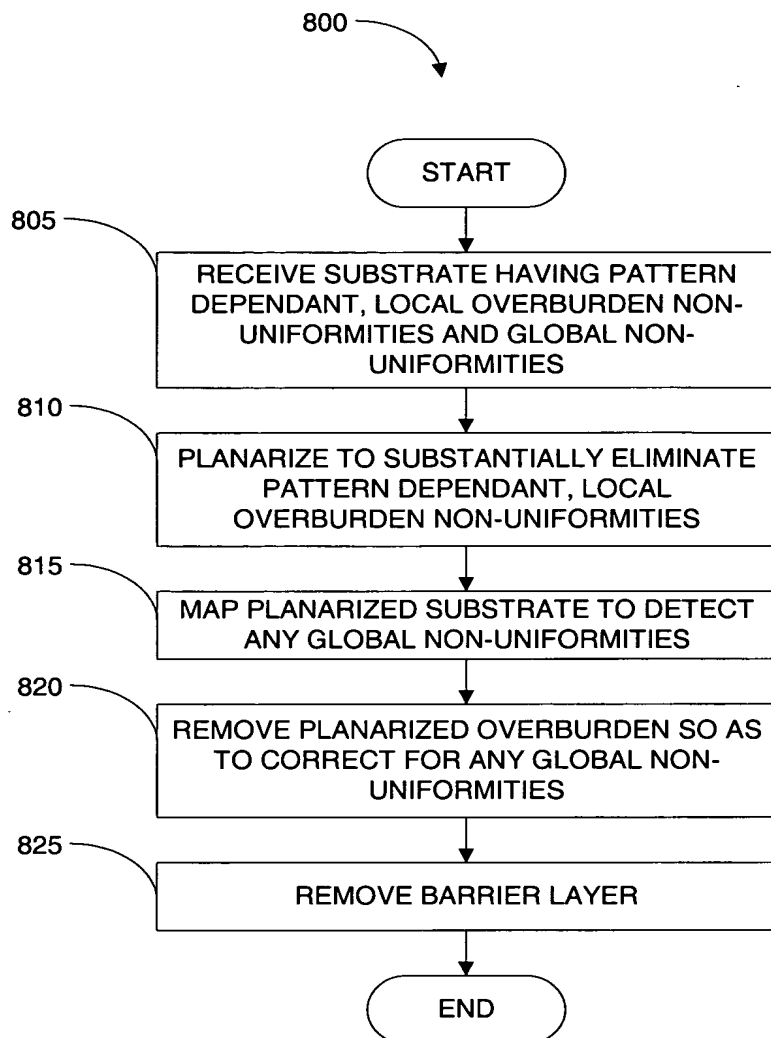 800
START
805
RECEIVE SUBSTRATE HAVING PATTERN
DEPENDANT, LOCAL OVERBURDEN NON-
UNIFORMITIES AND GLOBAL NON-
UNIFORMITIES
810
PLANARIZE TO SUBSTANTIALLY ELIMINATE
PATTERN DEPENDANT, LOCAL
OVERBURDEN NON-UNIFORMITIES
815
MAP PLANARIZED SUBSTRATE TO DETECT
ANY GLOBAL NON-UNIFORMITIES
820
REMOVE PLANARIZED OVERBURDEN SO AS
TO CORRECT FOR ANY GLOBAL NON-
UNIFORMITIES
825
REMOVE BARRIER LAYER
END